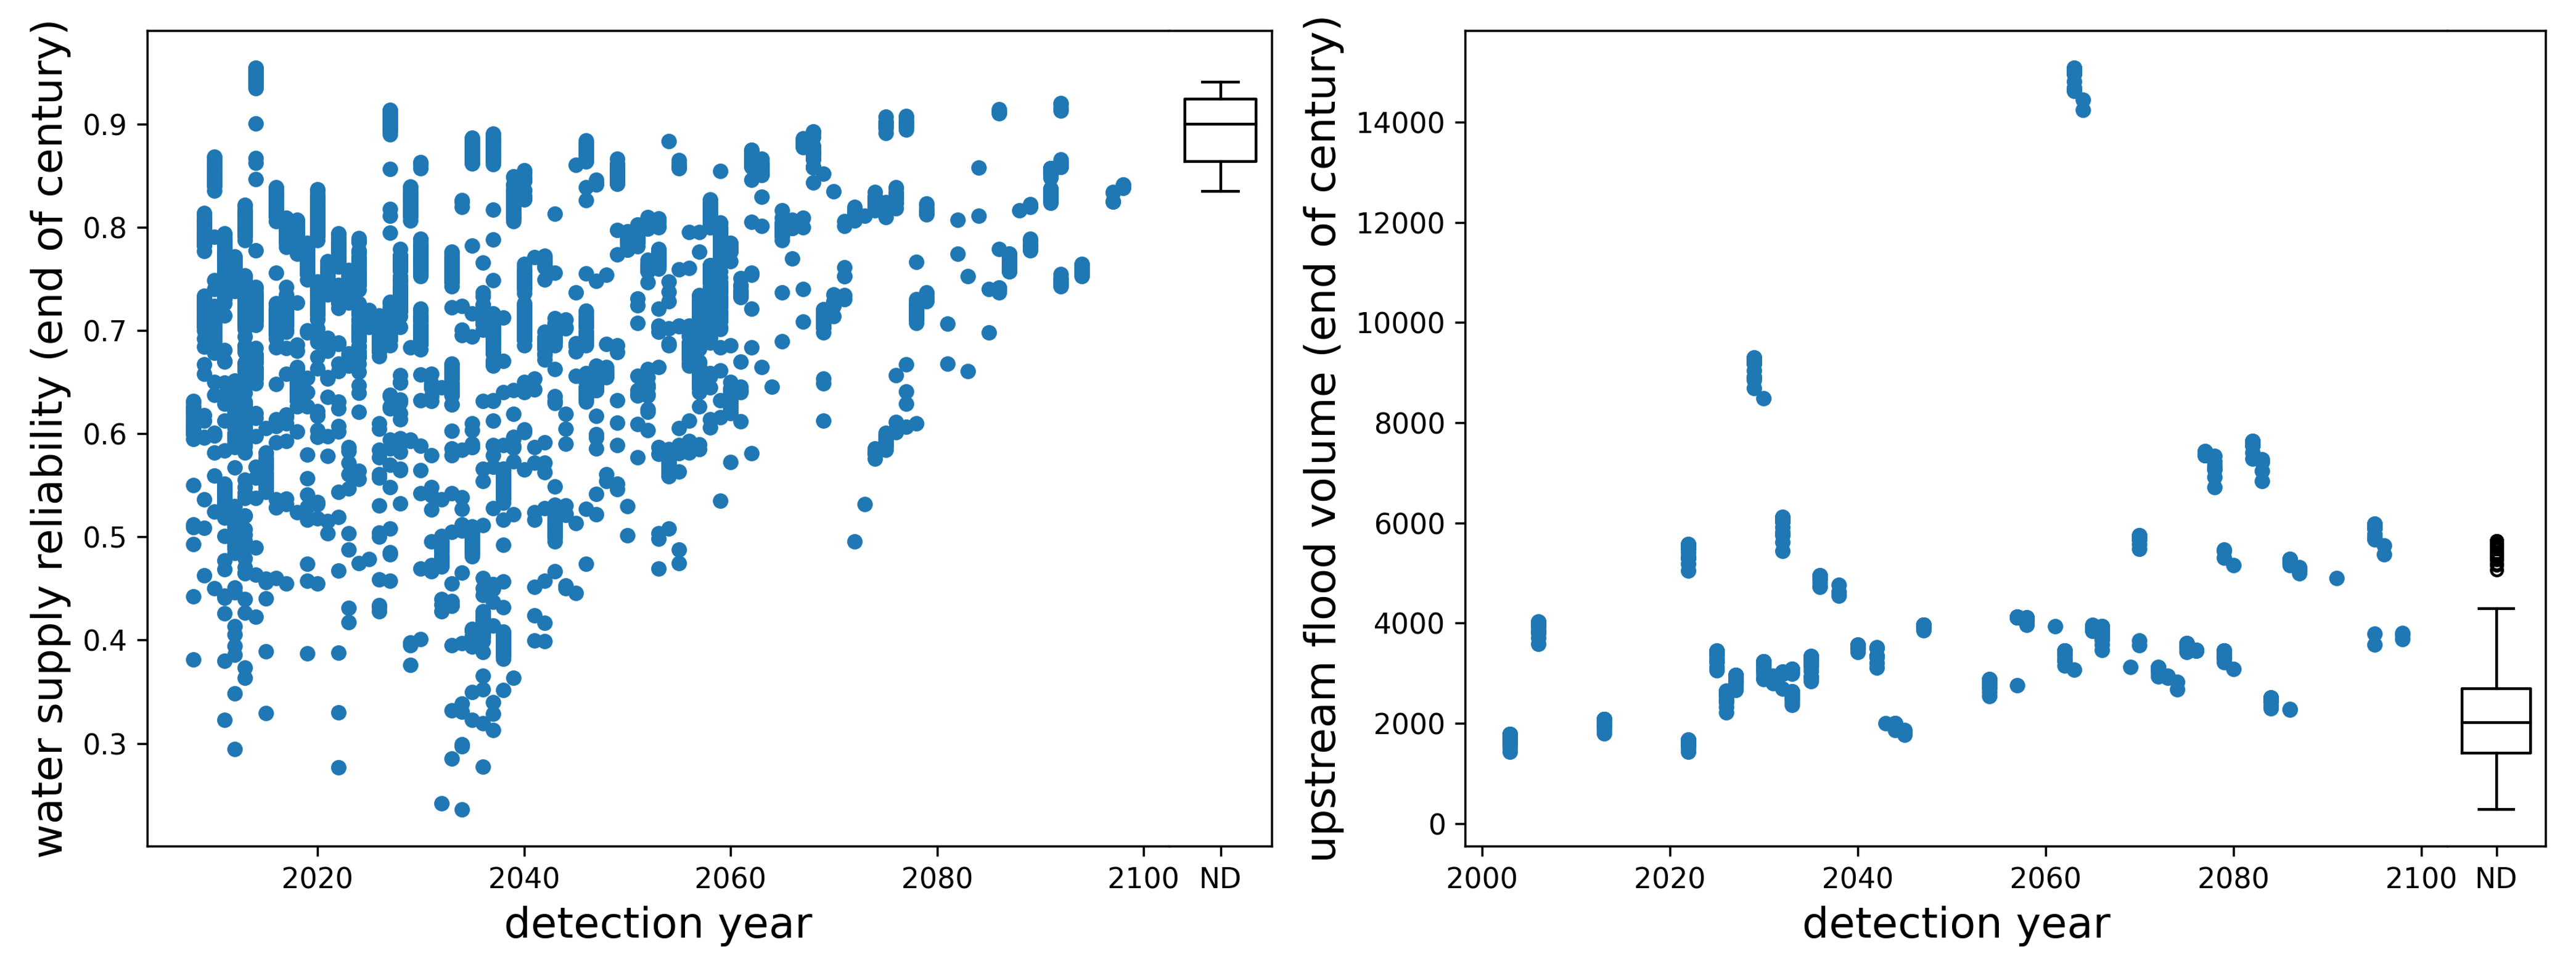 water supply reliability (end of century)
0.9
0.8
0.7
0.6
0.5
0.4
0.3
2020 2040 2060 2080 2100 ND
detection year
upstream flood volume (end of century)
14000
12000
10000
8000
6000
4000
2000
0
2000 2020 2040 2060 2080 2100 ND
detection year